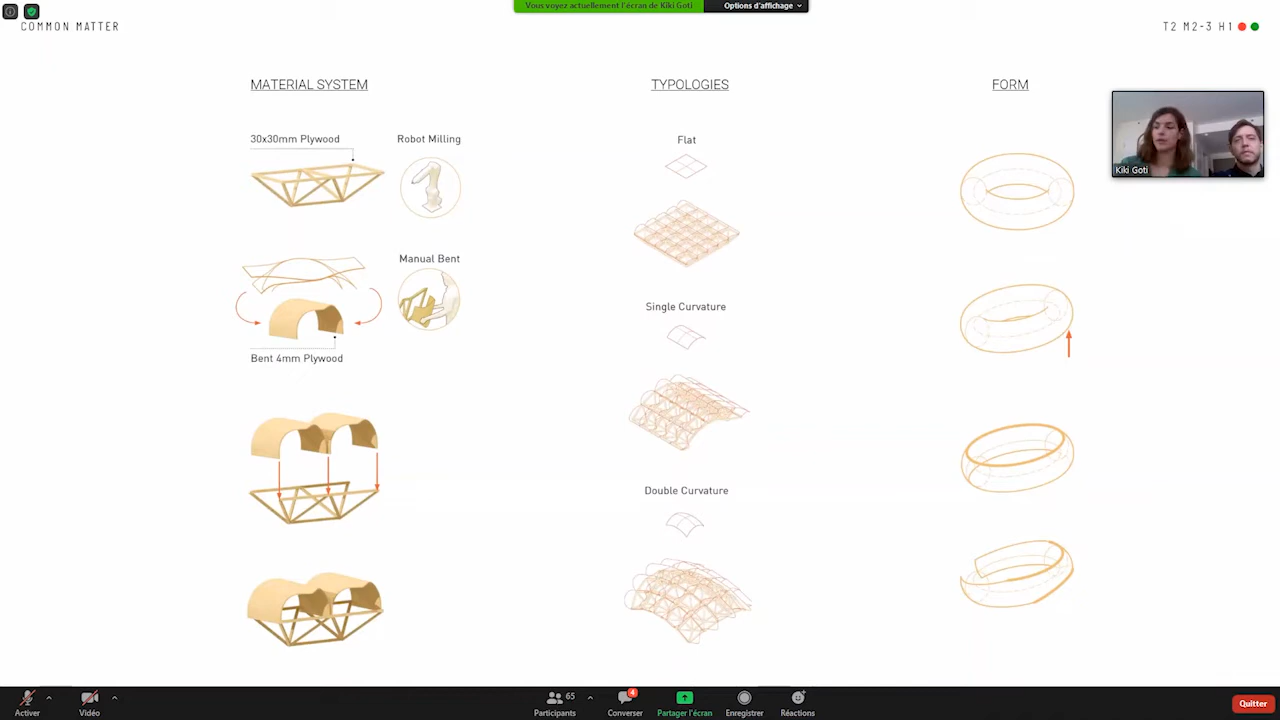 Vous voyez actuellement l'écran de Kiki Goti
Options d'affichage
COMMON MATTER
T2 M2-3 H1
MATERIAL SYSTEM
TYPOLOGIES
FORM
30x30mm Plywood
Robot Milling
Flat
Kiki Goti
Manual Bent
Single Curvature
Bent 4mm Plywood
Double Curvature
Activer
Vidéo
65
Participants
4
Converser
Partager l'écran
Enregistrer
Réactions
Quitter